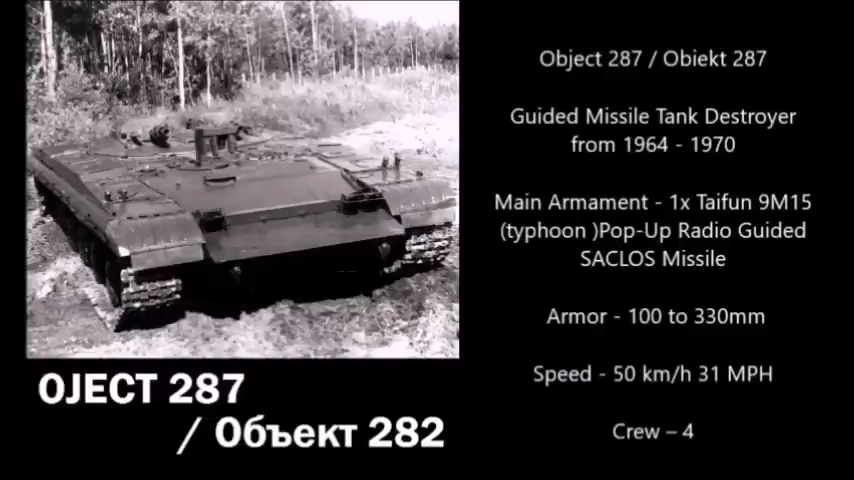 OJECT 287
/ Объект 282
Object 287 / Obiekt 287
Guided Missile Tank Destroyer
from 1964 - 1970
Main Armament - 1x Taifun 9M15
(typhoon )Pop-Up Radio Guided
SACLOS Missile
Armor - 100 to 330mm
Speed - 50 km/h 31 MPH
Crew – 4